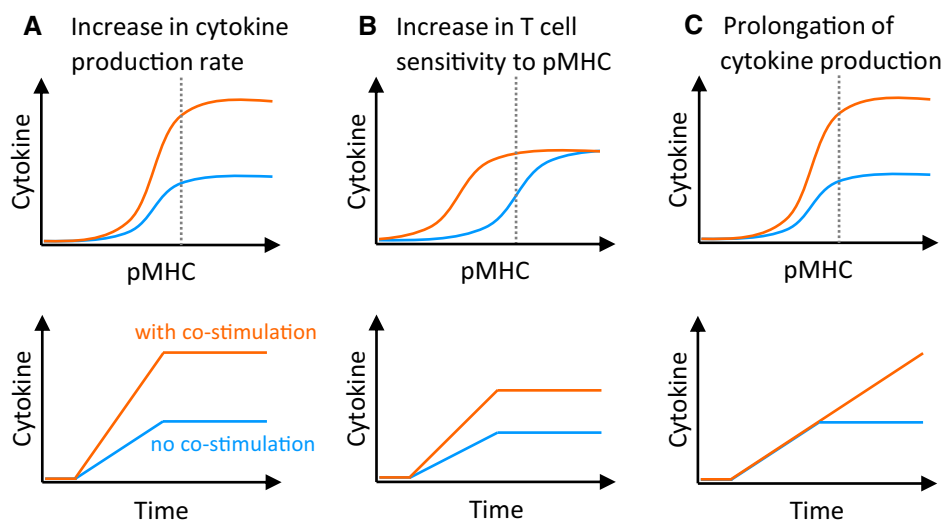 A Increase in cytokine
production rate
Cytokine
pMHC
B Increase in T cell
sensitivity to pMHC
Cytokine
pMHC
C Prolongation of
cytokine production
Cytokine
pMHC
with co-stimulation
no co-stimulation
Cytokine
Time
Cytokine
Time
Cytokine
Time